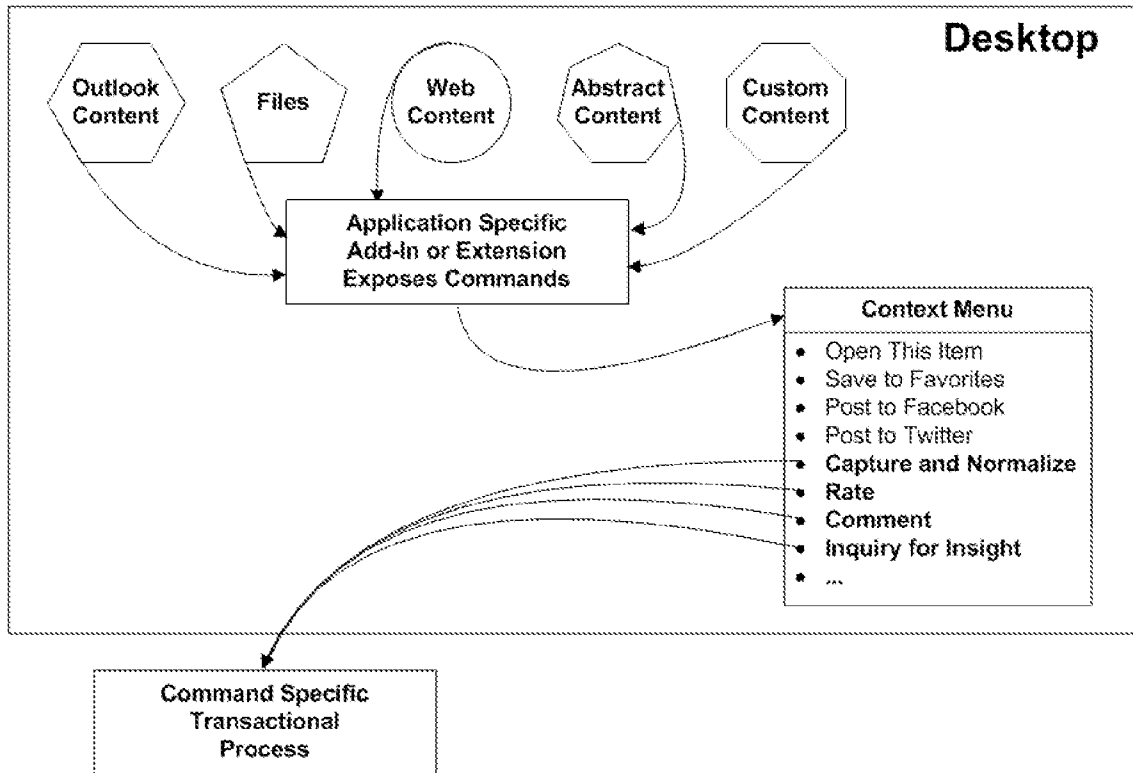 Desktop
Outlook
Content
Files
Web
Content
Abstract
Content
Custom
Content
Application Specific
Add-In or Extension
Exposes Commands
Context Menu
• Open This Item
• Save to Favorites
• Post to Facebook
• Post to Twitter
• Capture and Normalize
• Rate
• Comment
• Inquiry for Insight
• ...
Command Specific
Transactional
Process